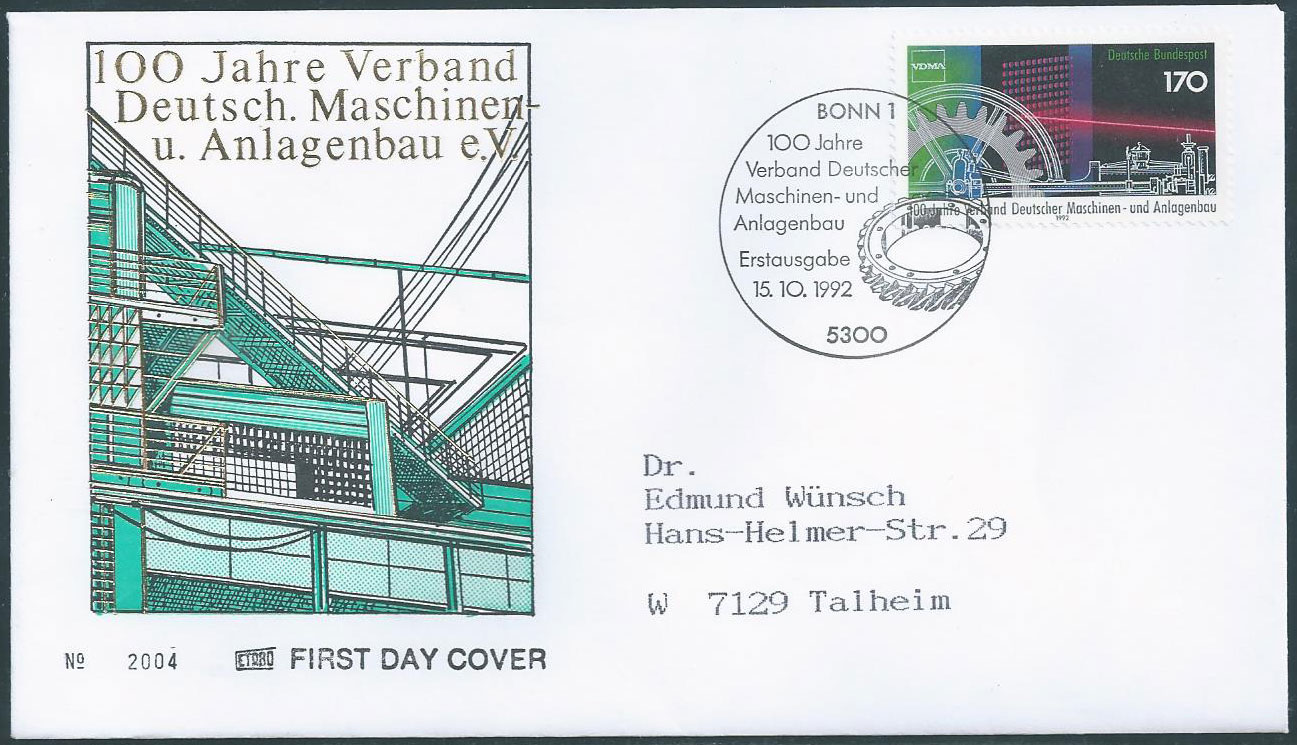 100 Jahre Verband
Deutsch. Maschinen-
u. Anlagenbau e.V.
VDMA
Deutsche Bundespost
170
100 Jahre Verband Deutscher Maschinen- und Anlagenbau
1992
BONN 1
100 Jahre
Verband Deutscher
Maschinen- und
Anlagenbau
Erstausgabe
15.10.1992
5300
Dr.
Edmund Wünsch
Hans-Helmer-Str.29
W 7129 Talheim
№ 2004
ETB80 FIRST DAY COVER